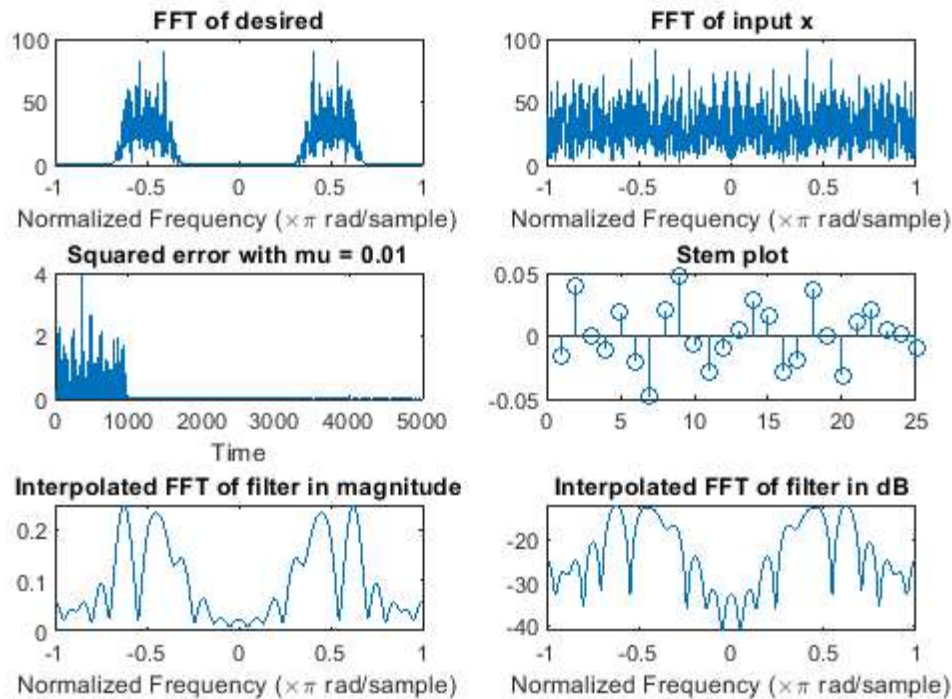 FFT of desired
100
50
0
-1 -0.5 0 0.5 1
Normalized Frequency (×π rad/sample)
FFT of input x
100
50
0
-1 -0.5 0 0.5 1
Normalized Frequency (×π rad/sample)
Squared error with mu = 0.01
4
2
0
0 1000 2000 3000 4000 5000
Time
Stem plot
0.05
0
-0.05
0 5 10 15 20 25
Interpolated FFT of filter in magnitude
0.2
0.1
0
-1 -0.5 0 0.5 1
Normalized Frequency (×π rad/sample)
Interpolated FFT of filter in dB
-20
-30
-40
-1 -0.5 0 0.5 1
Normalized Frequency (×π rad/sample)